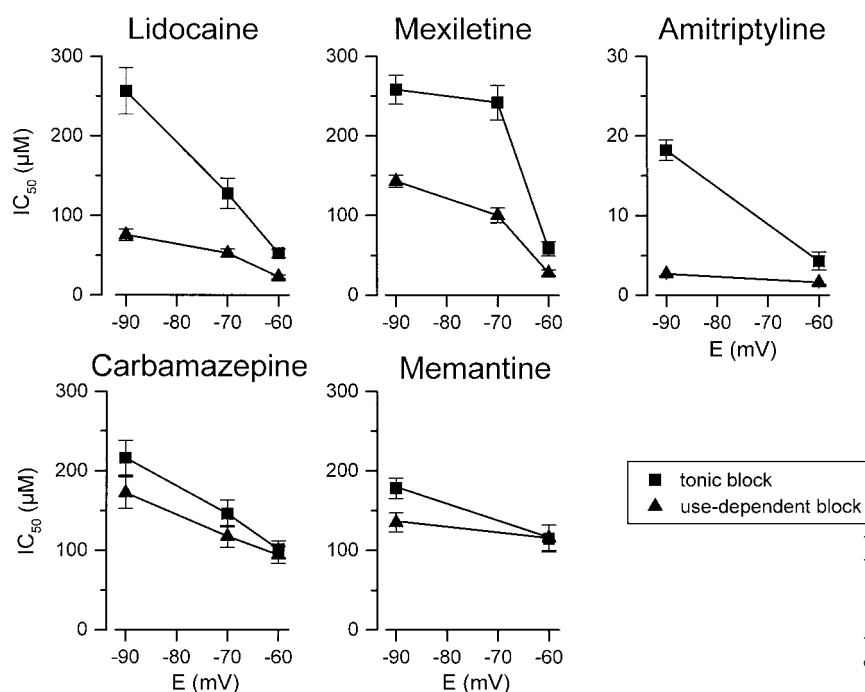 Lidocaine
Mexiletine
Amitriptyline
IC50 (µM)
300
200
100
0
-90 -80 -70 -60
300
200
100
0
-90 -80 -70 -60
30
20
10
0
-90 -80 -70 -60
E (mV)
Carbamazepine
Memantine
IC50 (µM)
300
200
100
0
-90 -80 -70 -60
E (mV)
300
200
100
0
-90 -80 -70 -60
E (mV)
tonic block
use-dependent block